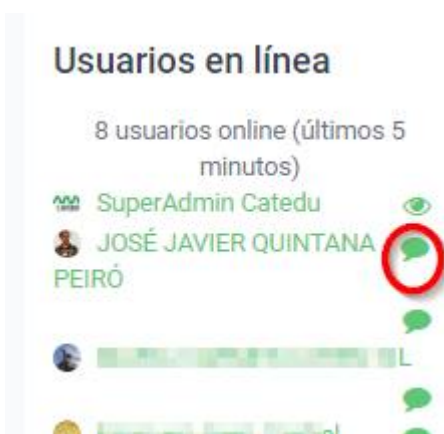 Usuarios en línea
8 usuarios online (últimos 5
minutos)
SuperAdmin Catedu
JOSÉ JAVIER QUINTANA
PEIRÓ